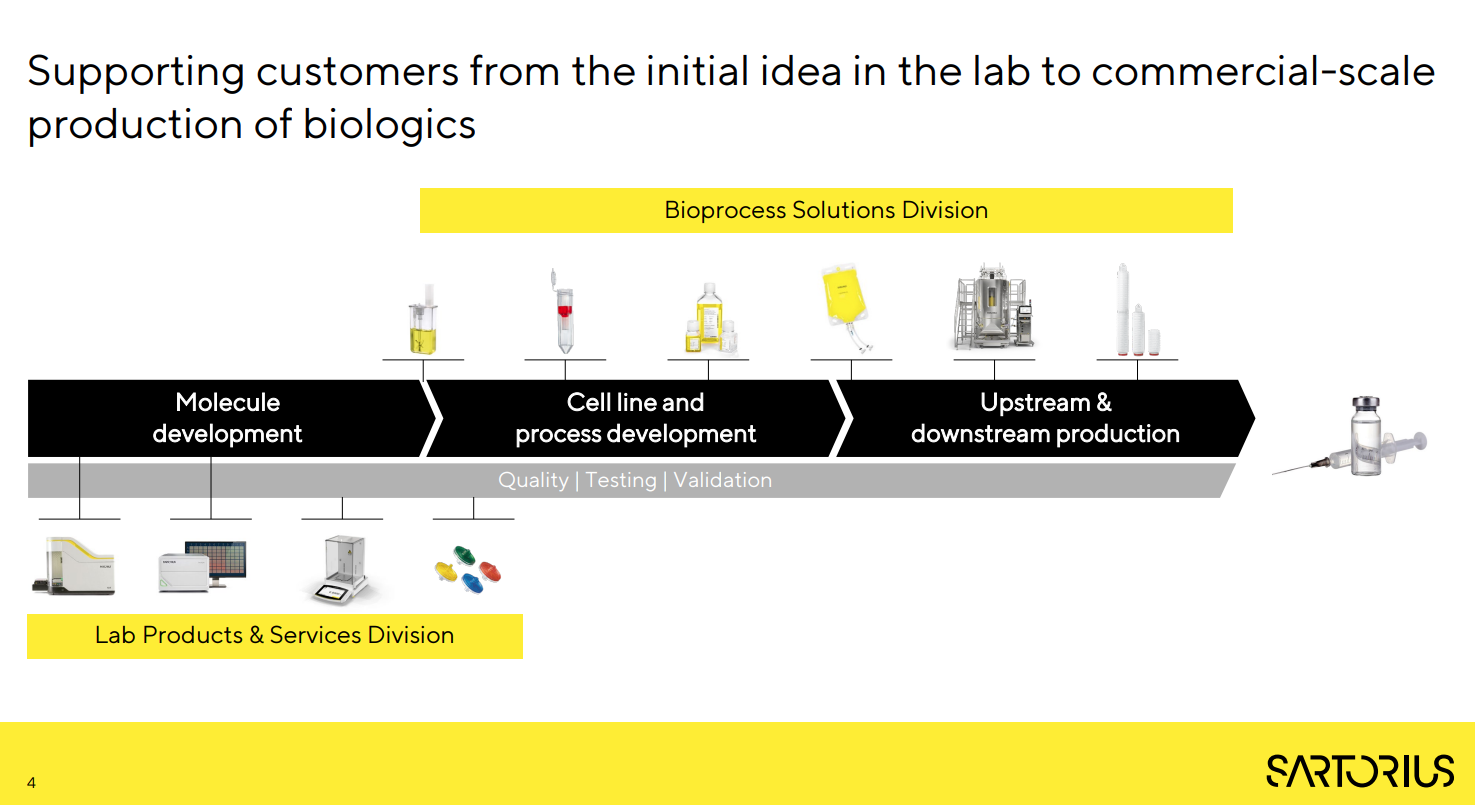 Supporting customers from the initial idea in the lab to commercial-scale
production of biologics
Bioprocess Solutions Division
Molecule
development
Cell line and
process development
Upstream &
downstream production
Quality | Testing | Validation
Lab Products & Services Division
4
SARTORIUS